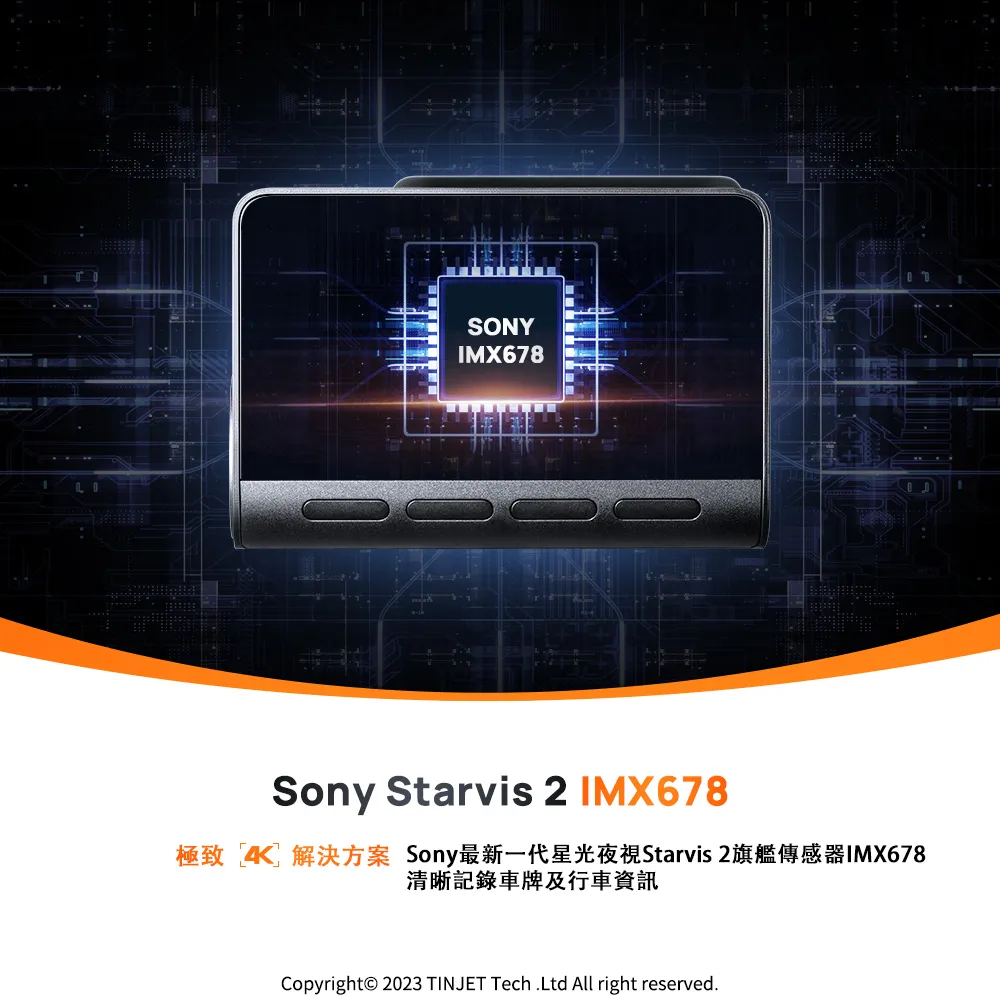 SONY
IMX678
Sony Starvis 2 IMX678
極致 4K 解決方案
Sony最新一代星光夜視Starvis 2旗艦傳感器IMX678
清晰記錄車牌及行車資訊
Copyright© 2023 TINJET Tech .Ltd All right reserved.